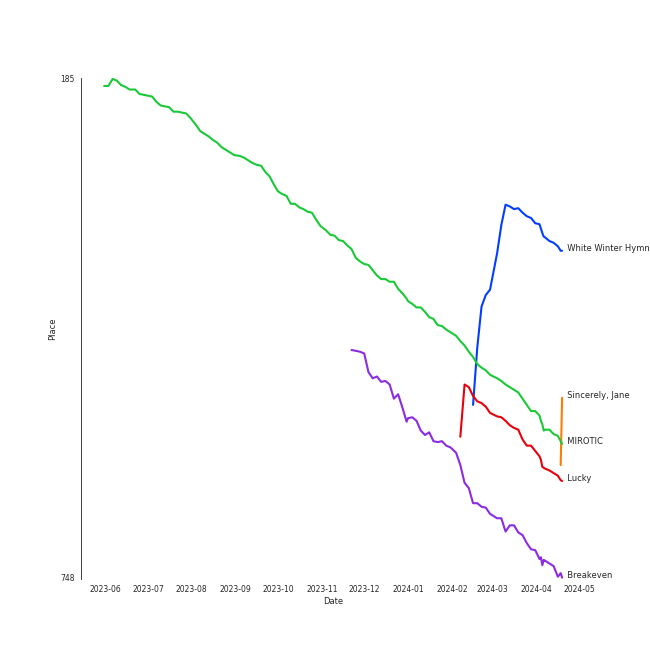 185
White Winter Hymn
Place
Sincerely, Jane
MIROTIC
Lucky
Breakeven
748
2023-06 2023-07 2023-08 2023-09 2023-10 2023-11 2023-12 2024-01 2024-02 2024-03 2024-04 2024-05
Date